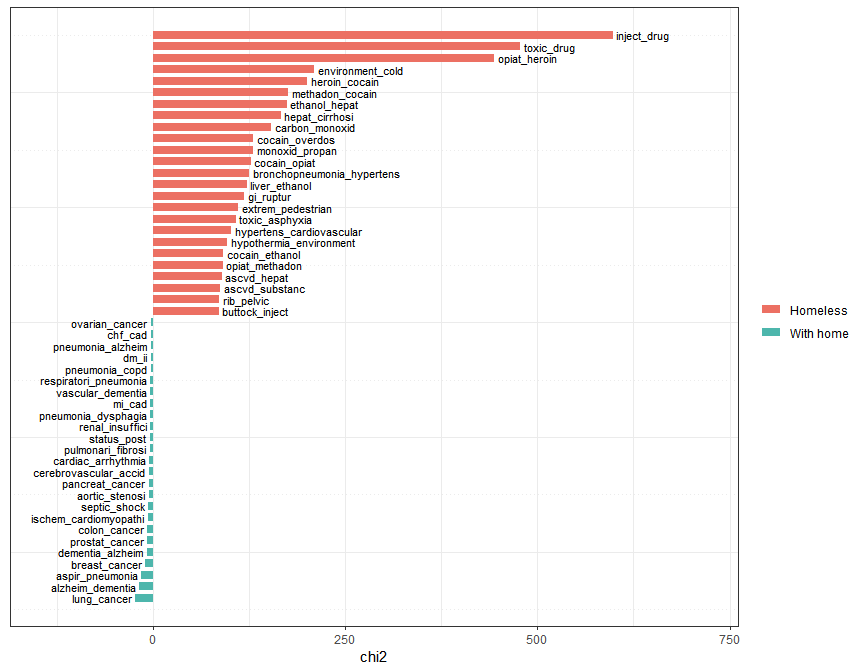 inject_drug
toxic_drug
opiat_heroin
environment_cold
heroin_cocain
methadon_cocain
ethanol_hepat
hepat_cirrhosi
carbon_monoxid
cocain_overdos
monoxid_propan
cocain_opiat
bronchopneumonia_hypertens
liver_ethanol
gi_ruptur
extrem_pedestrian
toxic_asphyxia
hypertens_cardiovascular
hypothermia_environment
cocain_ethanol
opiat_methadon
ascvd_hepat
ascvd_substanc
rib_pelvic
buttock_inject
ovarian_cancer
chf_cad
pneumonia_alzheim
dm_ii
pneumonia_copd
respiratori_pneumonia
vascular_dementia
mi_cad
pneumonia_dysphagia
renal_insuffici
status_post
pulmonari_fibrosi
cardiac_arrhythmia
cerebrovascular_accid
pancreat_cancer
aortic_stenosi
septic_shock
ischem_cardiomyopathi
colon_cancer
prostat_cancer
dementia_alzheim
breast_cancer
aspir_pneumonia
alzheim_dementia
lung_cancer
0 250 500 750
chi2
Homeless
With home